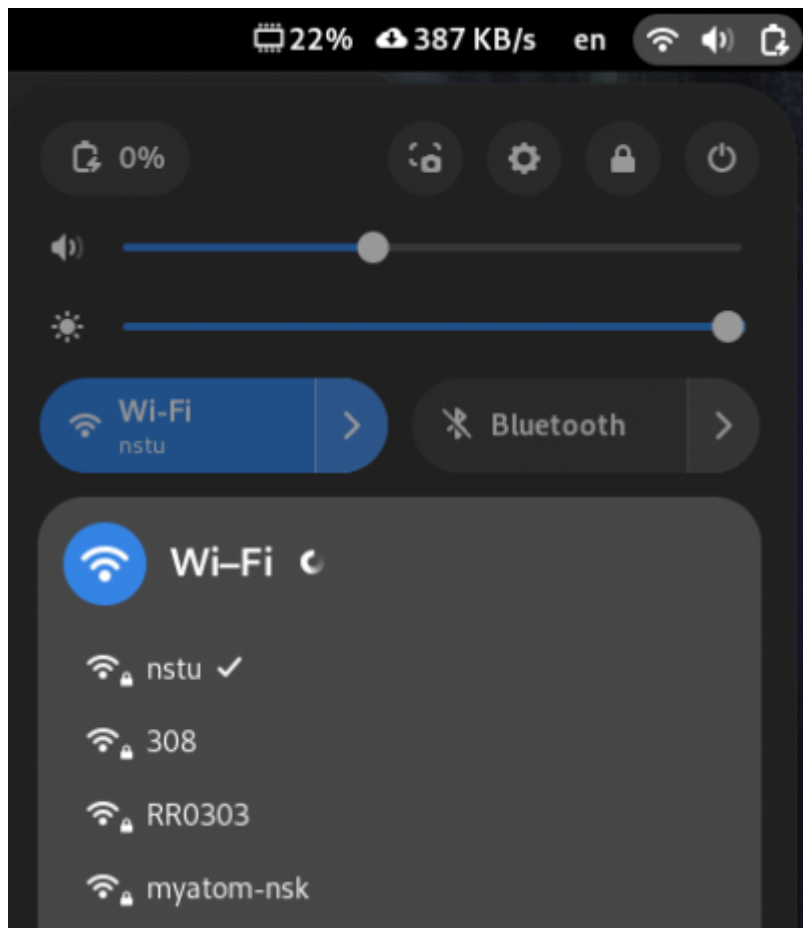 22% 387 KB/s en
0%
Wi-Fi
nstu
Bluetooth
Wi–Fi
nstu
308
RR0303
myatom-nsk